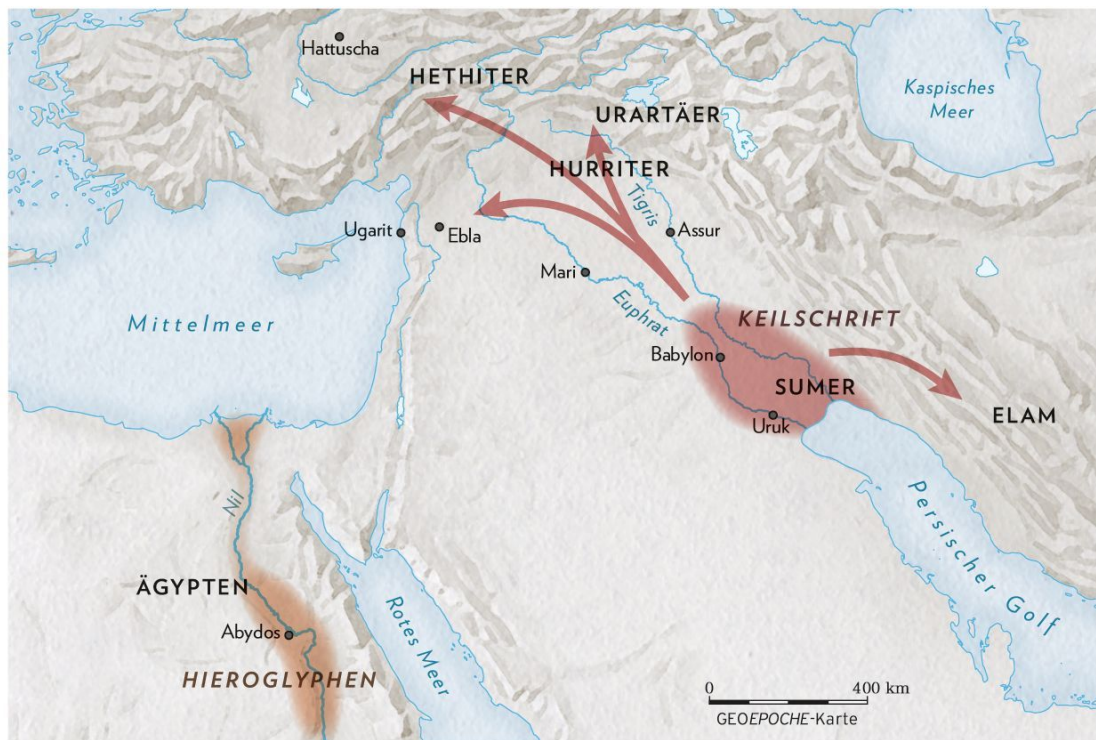 Hattuscha
HETHITER
URARTÄER
Kaspisches
Meer
HURRITER
Tigris
Ugarit
Ebla
Assur
Mari
Euphrat
Mittelmeer
KEILSCHRIFT
Babylon
SUMER
Uruk
ELAM
Nil
Persischer Golf
ÄGYPTEN
Abydos
Rotes Meer
HIEROGLYPHEN
0 400 km
GEOEPOCHE-Karte